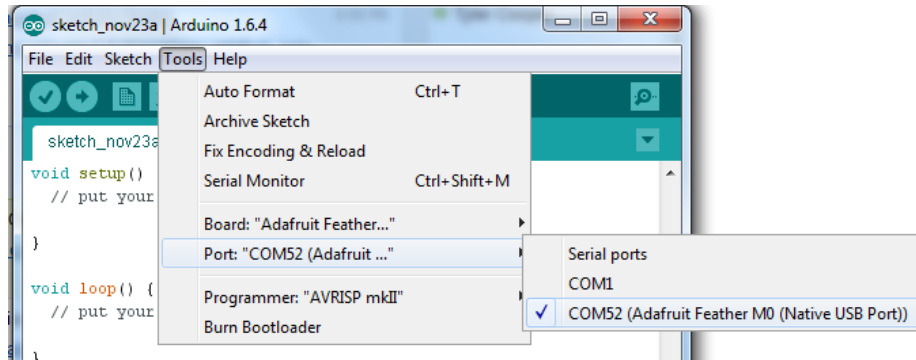 sketch_nov23a | Arduino 1.6.4
File Edit Sketch Tools Help
Auto Format Ctrl+T
Archive Sketch
sketch_nov23a
Fix Encoding & Reload
void setup()
Serial Monitor Ctrl+Shift+M
// put your
Board: "Adafruit Feather..."
}
Port: "COM52 (Adafruit ..."
Serial ports
void loop() {
COM1
Programmer: "AVRISP mkII"
// put your
COM52 (Adafruit Feather M0 (Native USB Port))
Burn Bootloader
}